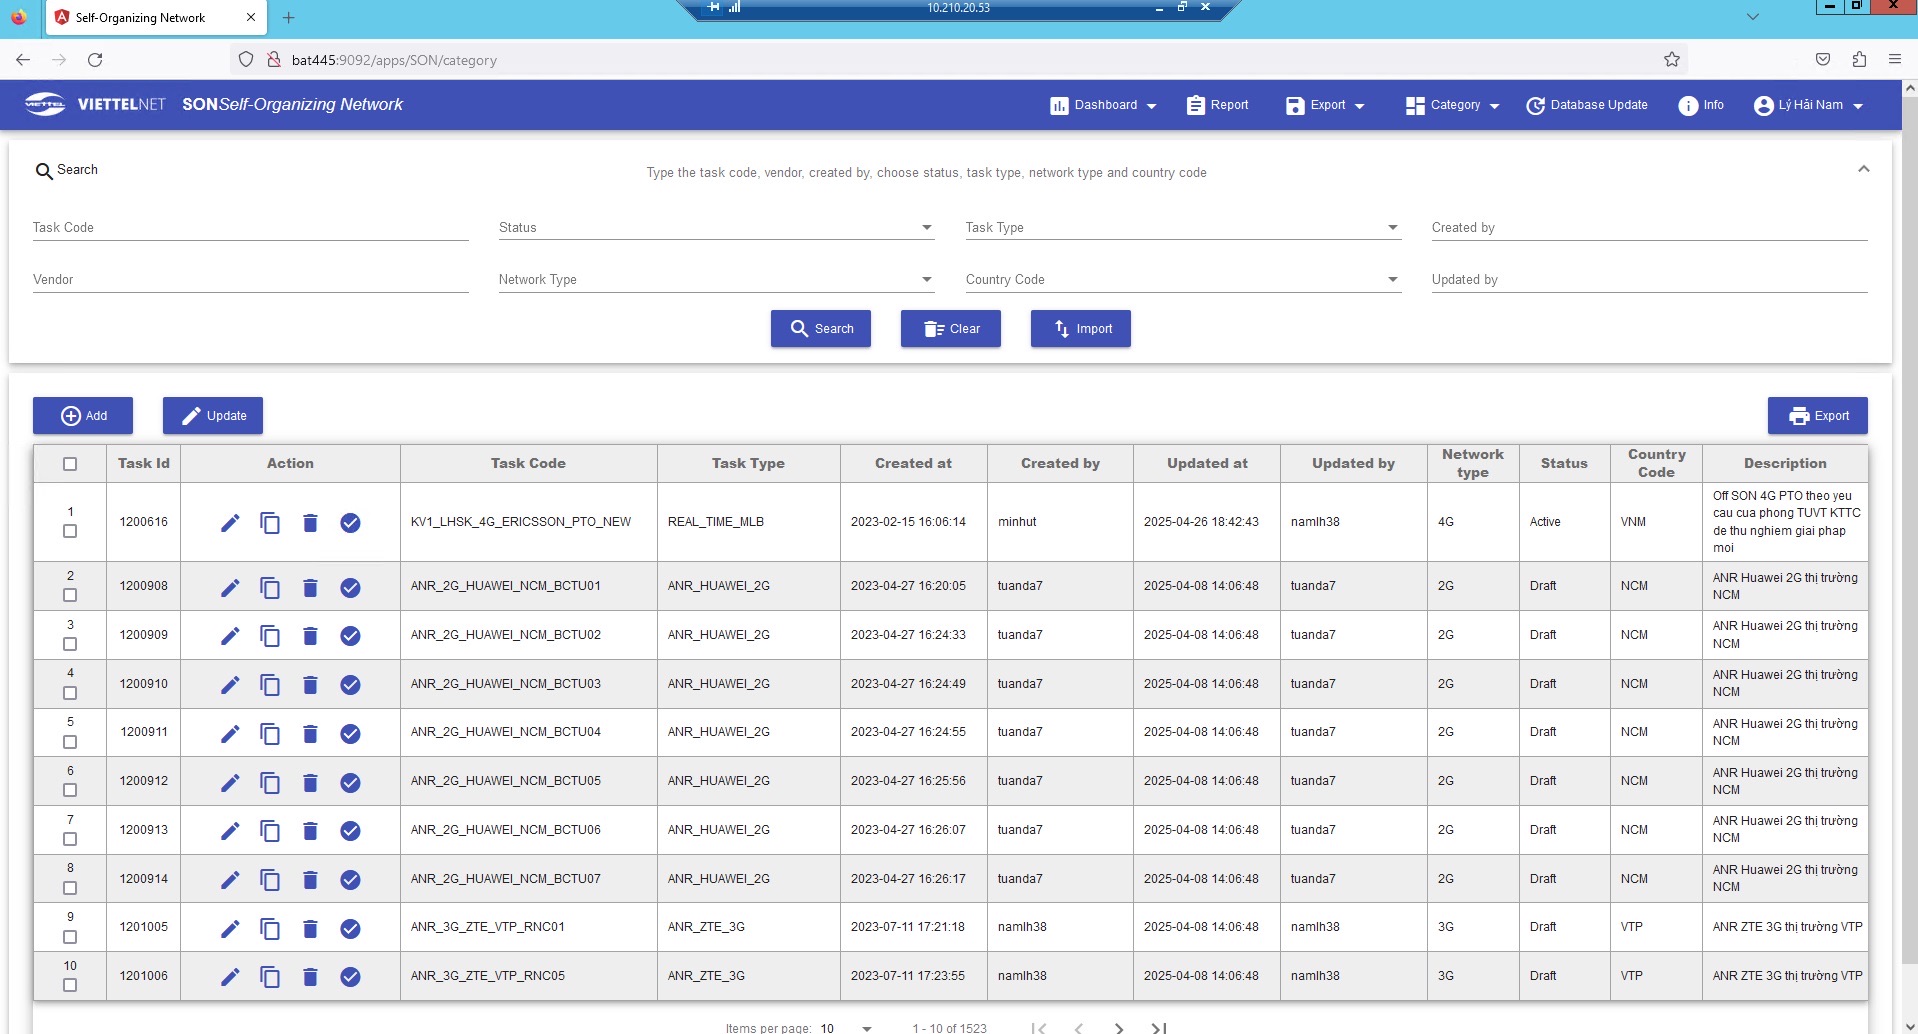 Self-Organizing Network
10.210.20.53
bat445:9092/apps/SON/category
VIETTEL VIETTELNET SONSelf-Organizing Network Dashboard Report Export Category Database Update Info Lý Hải Nam
Search Type the task code, vendor, created by, choose status, task type, network type and country code
Task Code Status Task Type Created by
Vendor Network Type Country Code Updated by
Search Clear Import
Add Update Export
Task Id Action Task Code Task Type Created at Created by Updated at Updated by Network type Status Country Code Description
1 1200616 KV1_LHSK_4G_ERICSSON_PTO_NEW REAL_TIME_MLB 2023-02-15 16:06:14 minhut 2025-04-26 18:42:43 namlh38 4G Active VNM Off SON 4G PTO theo yeu
cau cua phong TUVT KTTC
de thu nghiem giai phap
moi
2 1200908 ANR_2G_HUAWEI_NCM_BCTU01 ANR_HUAWEI_2G 2023-04-27 16:20:05 tuanda7 2025-04-08 14:06:48 tuanda7 2G Draft NCM ANR Huawei 2G thị trường
NCM
3 1200909 ANR_2G_HUAWEI_NCM_BCTU02 ANR_HUAWEI_2G 2023-04-27 16:24:33 tuanda7 2025-04-08 14:06:48 tuanda7 2G Draft NCM ANR Huawei 2G thị trường
NCM
4 1200910 ANR_2G_HUAWEI_NCM_BCTU03 ANR_HUAWEI_2G 2023-04-27 16:24:49 tuanda7 2025-04-08 14:06:48 tuanda7 2G Draft NCM ANR Huawei 2G thị trường
NCM
5 1200911 ANR_2G_HUAWEI_NCM_BCTU04 ANR_HUAWEI_2G 2023-04-27 16:24:55 tuanda7 2025-04-08 14:06:48 tuanda7 2G Draft NCM ANR Huawei 2G thị trường
NCM
6 1200912 ANR_2G_HUAWEI_NCM_BCTU05 ANR_HUAWEI_2G 2023-04-27 16:25:56 tuanda7 2025-04-08 14:06:48 tuanda7 2G Draft NCM ANR Huawei 2G thị trường
NCM
7 1200913 ANR_2G_HUAWEI_NCM_BCTU06 ANR_HUAWEI_2G 2023-04-27 16:26:07 tuanda7 2025-04-08 14:06:48 tuanda7 2G Draft NCM ANR Huawei 2G thị trường
NCM
8 1200914 ANR_2G_HUAWEI_NCM_BCTU07 ANR_HUAWEI_2G 2023-04-27 16:26:17 tuanda7 2025-04-08 14:06:48 tuanda7 2G Draft NCM ANR Huawei 2G thị trường
NCM
9 1201005 ANR_3G_ZTE_VTP_RNC01 ANR_ZTE_3G 2023-07-11 17:21:18 namlh38 2025-04-08 14:06:48 namlh38 3G Draft VTP ANR ZTE 3G thị trường VTP
10 1201006 ANR_3G_ZTE_VTP_RNC05 ANR_ZTE_3G 2023-07-11 17:23:55 namlh38 2025-04-08 14:06:48 namlh38 3G Draft VTP ANR ZTE 3G thị trường VTP
Items per page: 10 1 - 10 of 1523